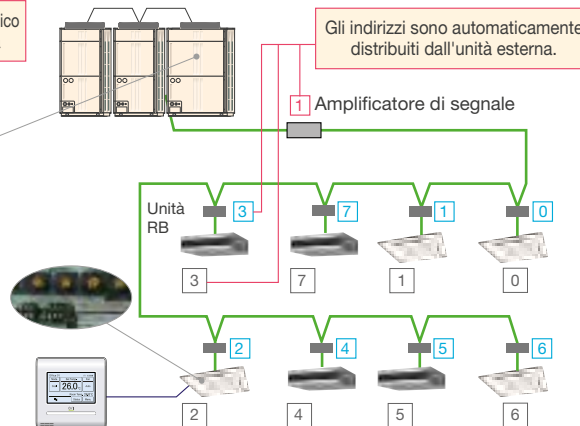 ico
Gli indirizzi sono automaticamente
distribuiti dall'unità esterna.
1 Amplificatore di segnale
Unità
RB
3 7 1 0
3 7 1 0
2 4 5 6
26.0
2 4 5 6